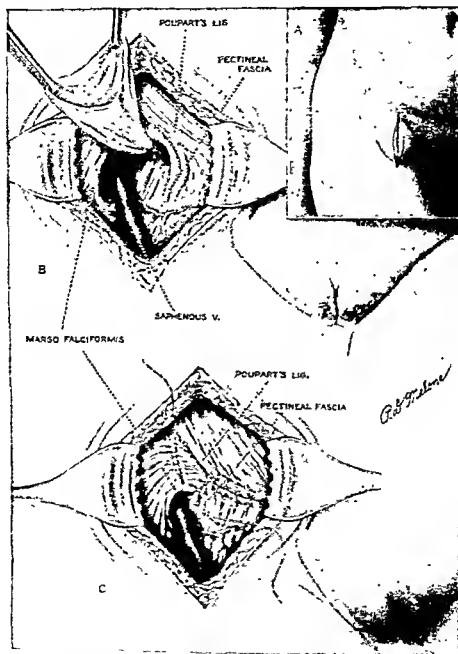 POUPART'S LIG
PECTINEAL
FASCIA
A
B
SAPHENOUS V.
MARGO FALCIFORMIS
POUPART'S LIG.
PECTINEAL FASCIA
C